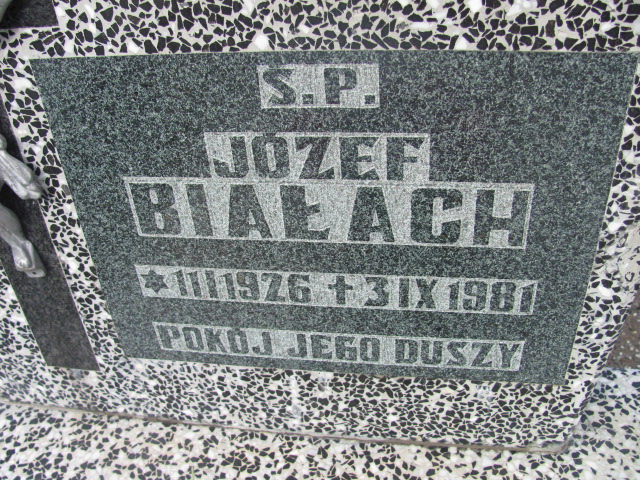 Ś.P.
JÓZEF
BIAŁACH
✶ 1 II 1926 ✝ 3 IX 1981
POKÓJ JEGO DUSZY